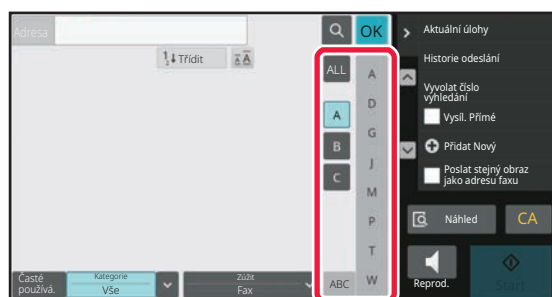 Adresa
OK
Třídit
ALL
A
B
C
ABC
A
D
G
J
M
P
T
W
Časté
používá.
Kategorie
Vše
Zúžit
Fax
Aktuální úlohy
Historie odeslání
Vyvolat číslo
vyhledání
Vysíl. Přímé
Přidat Nový
Poslat stejný obraz
jako adresu faxu
Náhled
CA
Reprod.
Start